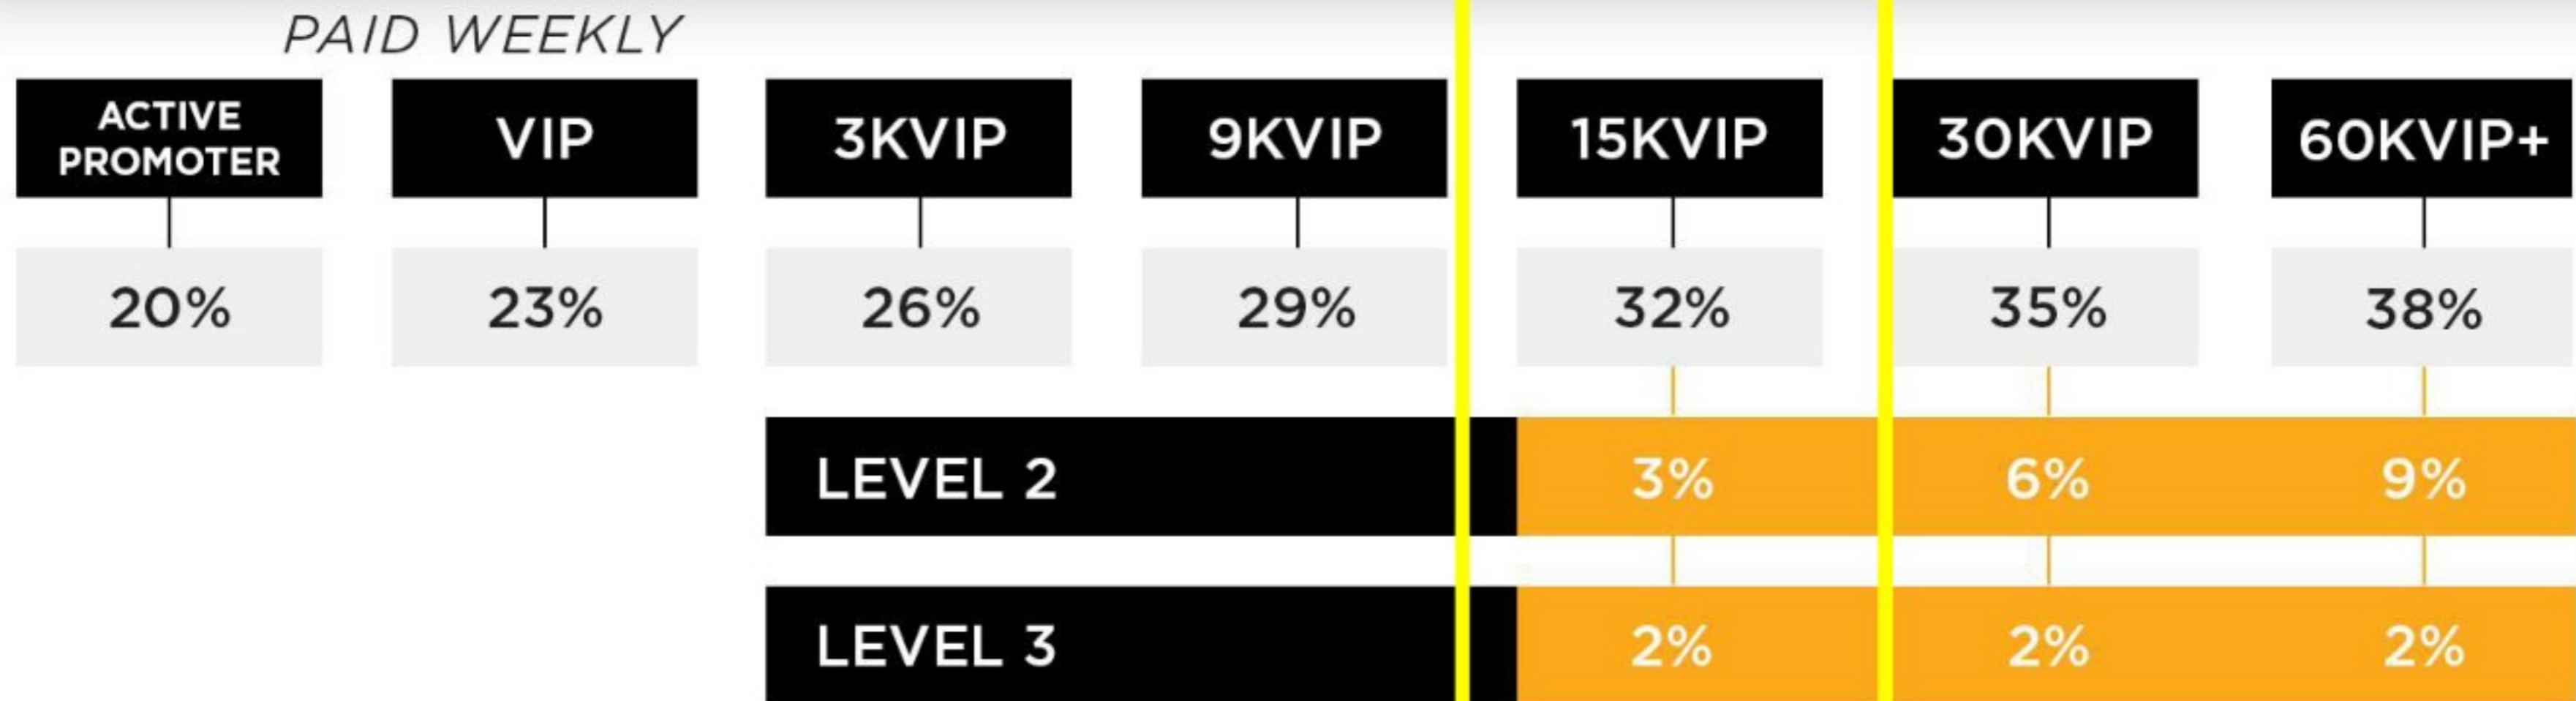 PAID WEEKLY
ACTIVE
PROMOTER
VIP
3KVIP
9KVIP
15KVIP
30KVIP
60KVIP+
20%
23%
26%
29%
32%
35%
38%
LEVEL 2
3%
6%
9%
LEVEL 3
2%
2%
2%